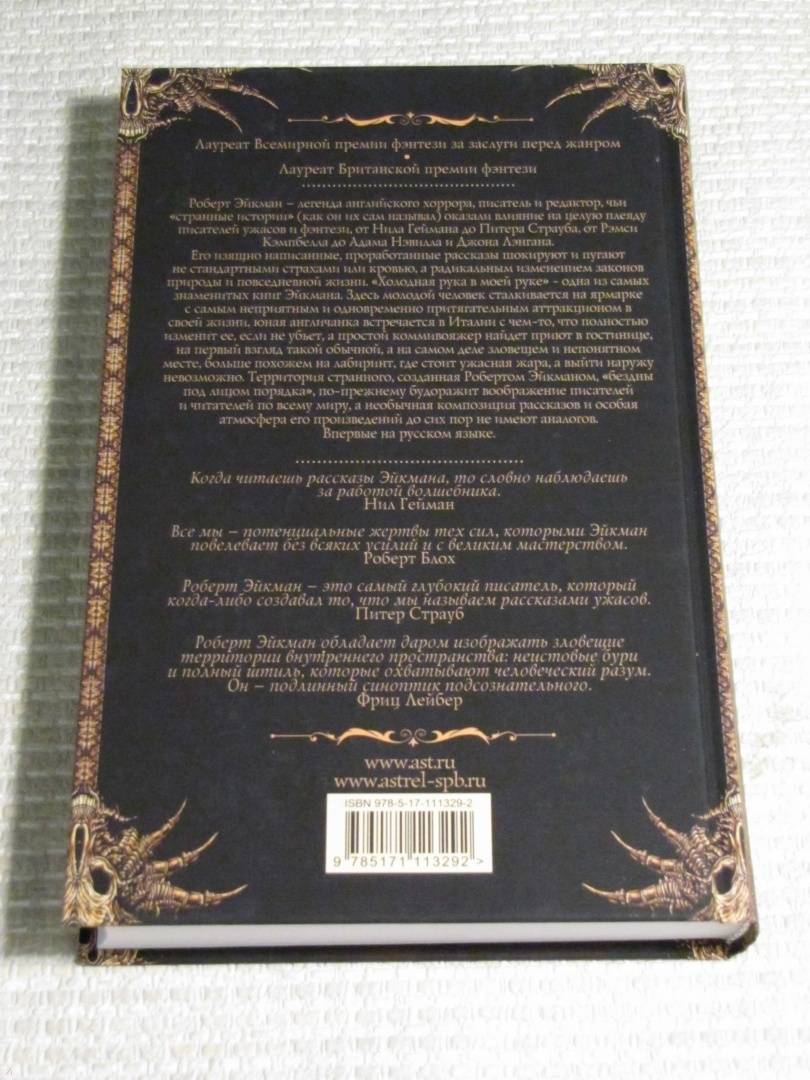 Лауреат Всемирной премии фэнтези за заслуги перед жанром
•
Лауреат Британской премии фэнтези
Роберт Эйкман – легенда английского хоррора, писатель и редактор, чьи
«странные истории» (как он их сам называл) оказали влияние на целую плеяду
писателей ужасов и фэнтези, от Нила Геймана до Питера Страуба, от Рэмси
Кэмпбелла до Адама Нэвилла и Джона Лэнгана.
Его изящно написанные, проработанные рассказы шокируют и пугают
не стандартными страхами или кровью, а радикальным изменением законов
природы и повседневной жизни. «Холодная рука в моей руке» - одна из самых
знаменитых книг Эйкмана. Здесь молодой человек сталкивается на ярмарке
с самым неприятным и одновременно притягательным аттракционом в
своей жизни, юная англичанка встречается в Италии с чем-то, что полностью
изменит ее, если не убьет, а простой коммивояжер найдет приют в гостинице,
на первый взгляд такой обычной, а на самом деле зловещем и непонятном
месте, больше похожем на лабиринт, где стоит ужасная жара, а выйти наружу
невозможно. Территория странного, созданная Робертом Эйкманом, «бездны
под лицом порядка», по-прежнему будоражит воображение писателей
и читателей по всему миру, а необычная композиция рассказов и особая
атмосфера его произведений до сих пор не имеют аналогов.
Впервые на русском языке.
Когда читаешь рассказы Эйкмана, то словно наблюдаешь
за работой волшебника.
Нил Гейман
Все мы – потенциальные жертвы тех сил, которыми Эйкман
повелевает без всяких усилий и с великим мастерством.
Роберт Блох
Роберт Эйкман – это самый глубокий писатель, который
когда-либо создавал то, что мы называем рассказами ужасов.
Питер Страуб
Роберт Эйкман обладает даром изображать зловещие
территории внутреннего пространства: неистовые бури
и полный штиль, которые охватывают человеческий разум.
Он – подлинный синоптик подсознательного.
Фриц Лейбер
www.ast.ru
www.astrel-spb.ru
ISBN 978-5-17-111329-2
9 785171 113292 >